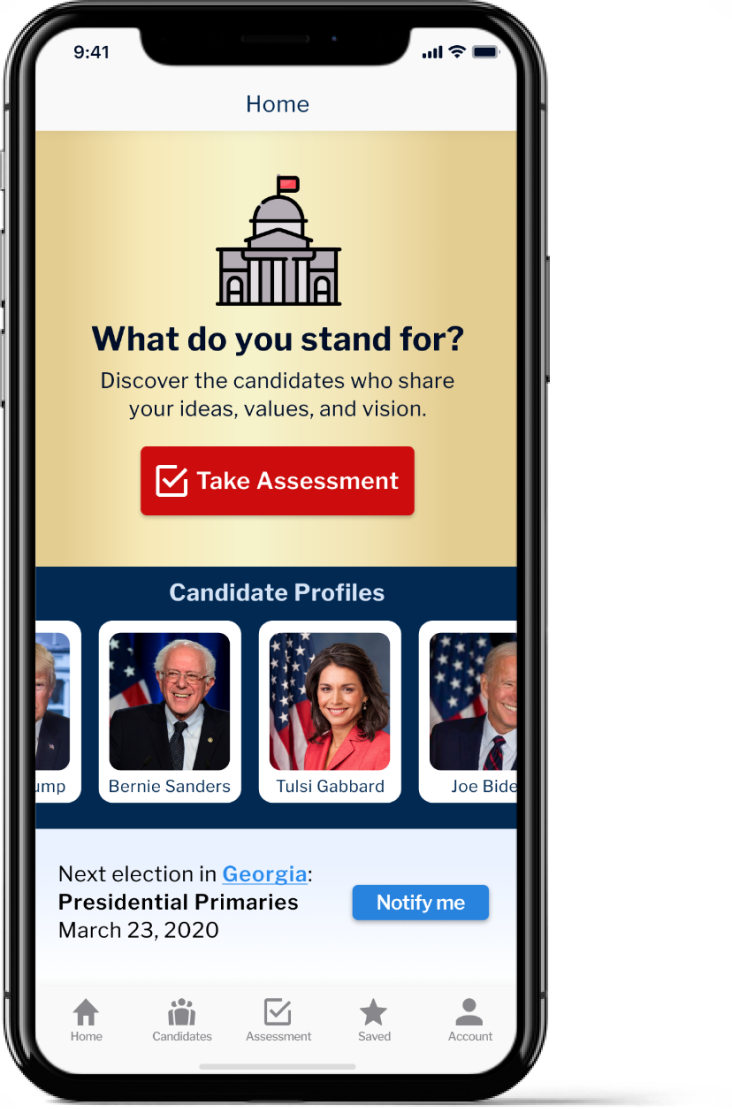 9:41
Home
What do you stand for?
Discover the candidates who share
your ideas, values, and vision.
Take Assessment
Candidate Profiles
ump
Bernie Sanders
Tulsi Gabbard
Joe Bide
Next election in Georgia:
Presidential Primaries
March 23, 2020
Notify me
Home
Candidates
Assessment
Saved
Account